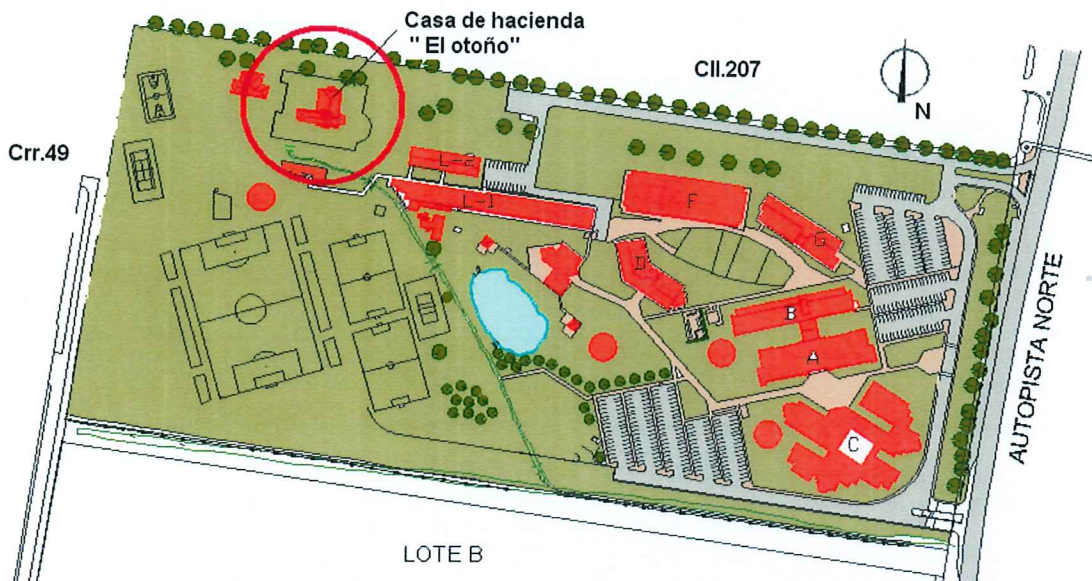 Casa de hacienda
" El otoño"
Cll.207
N
Crr.49
L-2
L-1
F
G
D
B
A
C
AUTOPISTA NORTE
LOTE B